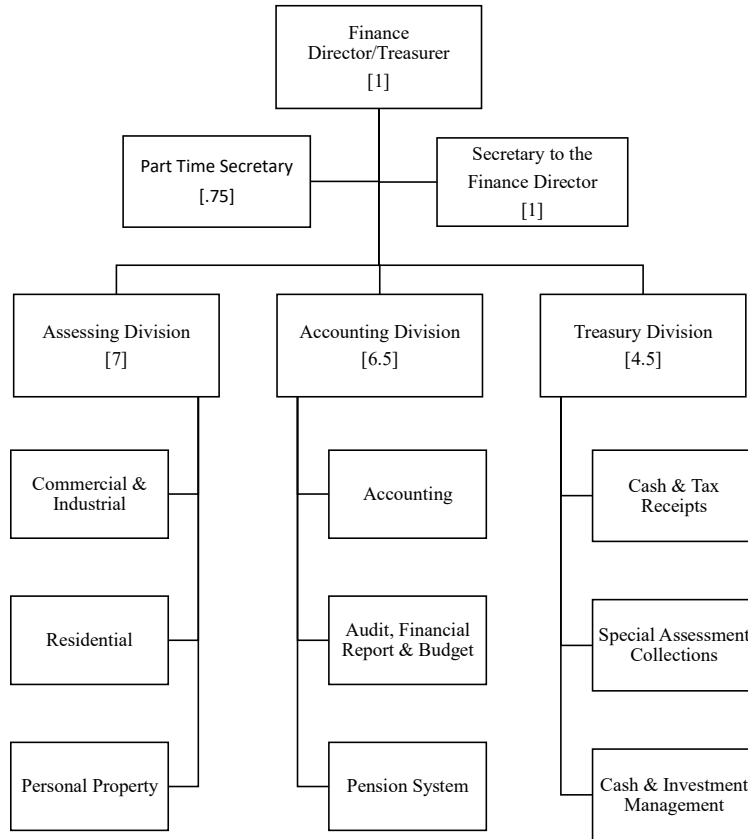 Finance
Director/Treasurer
[1]
Part Time Secretary
[.75]
Secretary to the
Finance Director
[1]
Assessing Division
[7]
Accounting Division
[6.5]
Treasury Division
[4.5]
Commercial &
Industrial
Accounting
Cash & Tax
Receipts
Residential
Audit, Financial
Report & Budget
Special Assessment
Collections
Personal Property
Pension System
Cash & Investment
Management